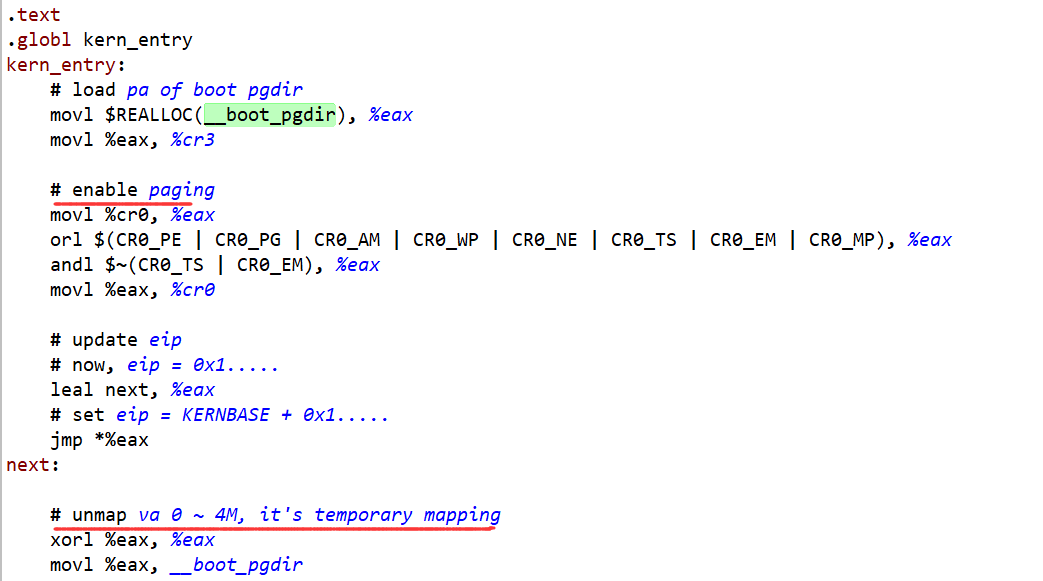 .text
.globl kern_entry
kern_entry:
# load pa of boot pgdir
movl $REALLOC(__boot_pgdir), %eax
movl %eax, %cr3
# enable paging
movl %cr0, %eax
orl $(CR0_PE | CR0_PG | CR0_AM | CR0_WP | CR0_NE | CR0_TS | CR0_EM | CR0_MP), %eax
andl $~(CR0_TS | CR0_EM), %eax
movl %eax, %cr0
# update eip
# now, eip = 0x1.....
leal next, %eax
# set eip = KERNBASE + 0x1.....
jmp *%eax
next:
# unmap va 0 ~ 4M, it's temporary mapping
xorl %eax, %eax
movl %eax, __boot_pgdir